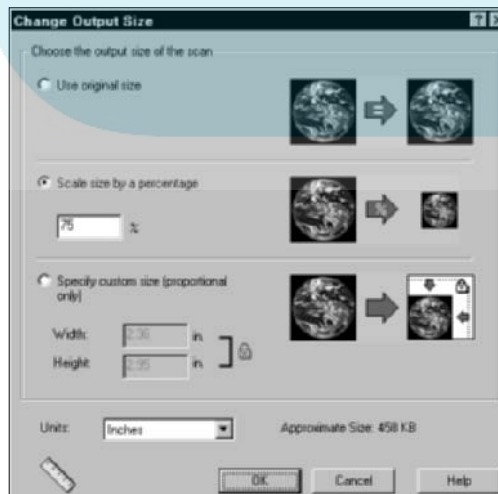 Change Output Size
Choose the output size of the scan
Use original size
Scale size by a percentage
75 %
Specify custom size (proportional
only)
Width: 2.36 in.
Height: 2.95 in.
Units: Inches Approximate Size: 458 KB
OK Cancel Help